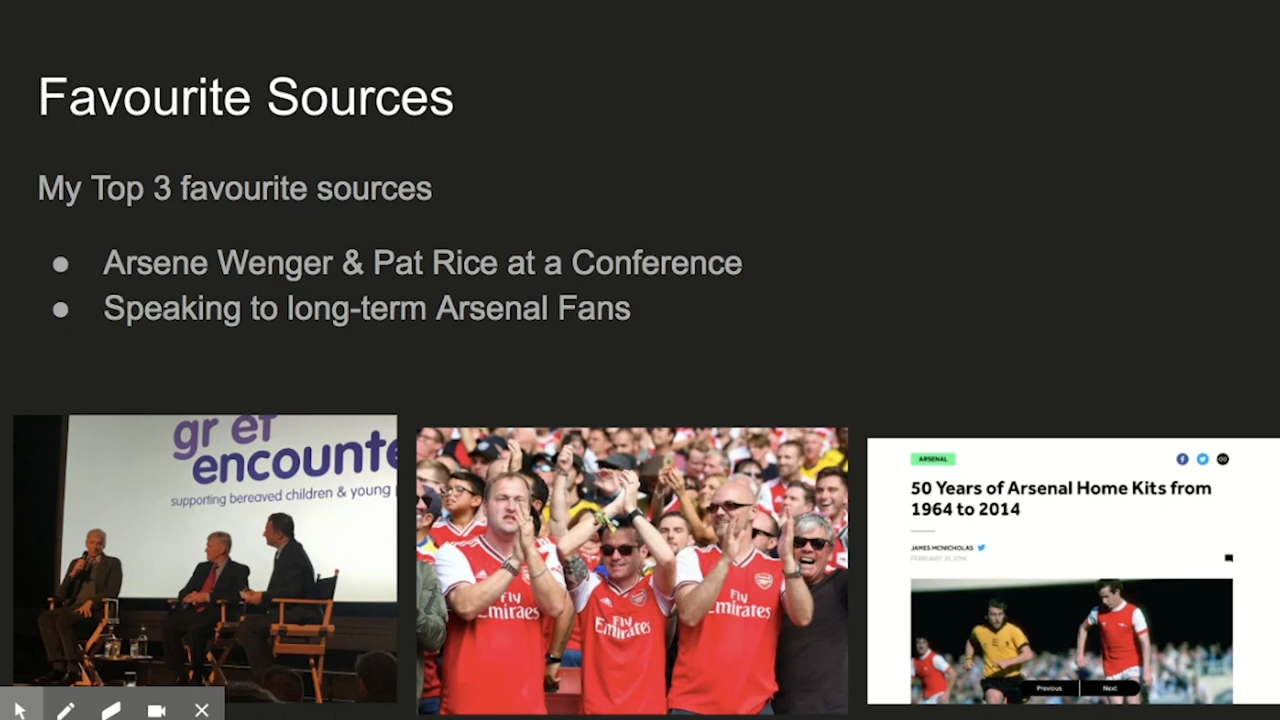 Favourite Sources
My Top 3 favourite sources
● Arsene Wenger & Pat Rice at a Conference
● Speaking to long-term Arsenal Fans
gr ef
encounte
supporting bereaved children & young
Fly
Emirates
Fly
Emirates
Fly
Emirates
ARSENAL
50 Years of Arsenal Home Kits from
1964 to 2014
JAMES MCNICHOLAS
Previous
Next